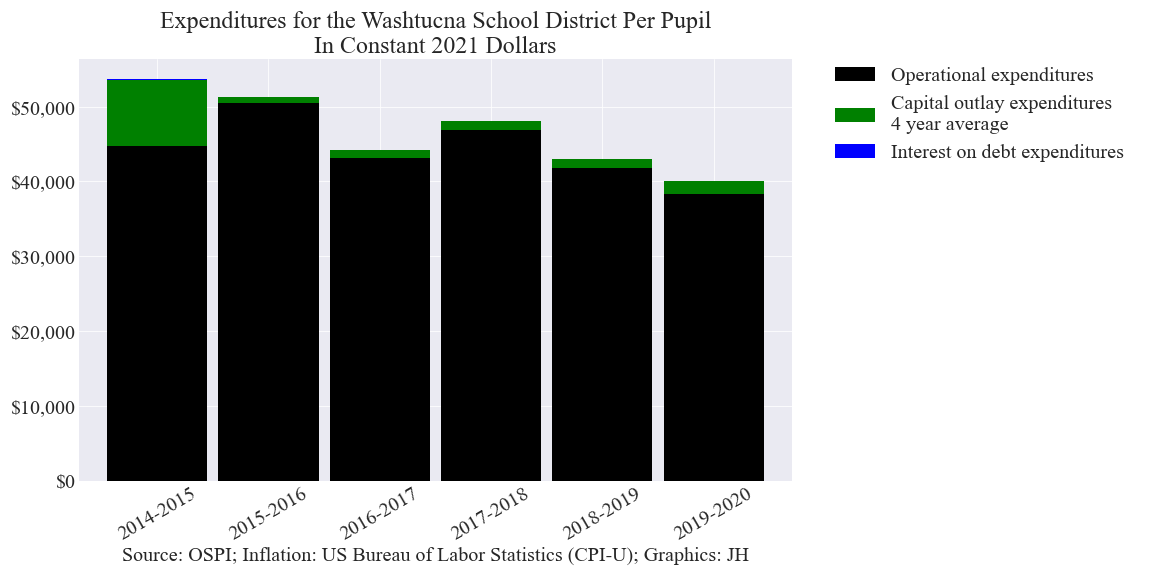 Expenditures for the Washtucna School District Per Pupil
In Constant 2021 Dollars
Operational expenditures
Capital outlay expenditures
4 year average
Interest on debt expenditures
$50,000
$40,000
$30,000
$20,000
$10,000
$0
2014-2015
2015-2016
2016-2017
2017-2018
2018-2019
2019-2020
Source: OSPI; Inflation: US Bureau of Labor Statistics (CPI-U); Graphics: JH